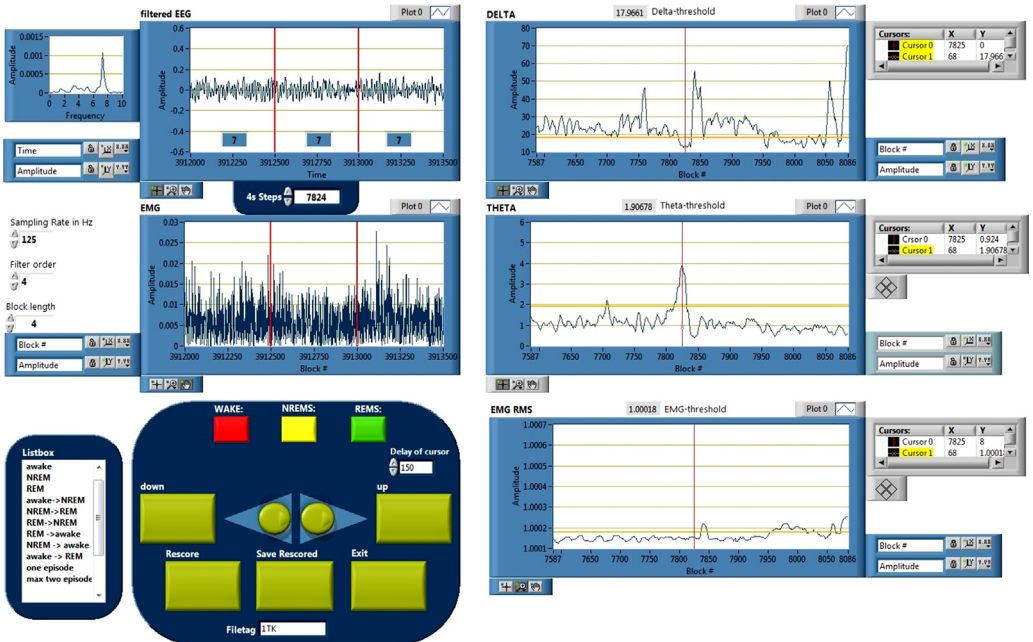 filtered EEG
Plot 0
0.0015
0.001
0.0005
0
0 2 4 6 8 10
Amplitude
Frequency
0.6
0.4
0.2
0
-0.2
-0.4
-0.6
Amplitude
7 7 7
3912000 3912500 3913000 3913500
Time
Time
Amplitude
4s Steps 7824
DELTA
17.9661 Delta-threshold
Plot 0
80
70
60
50
40
30
20
10
Amplitude
7587 7650 7700 7750 7800 7850 7900 7950 8000 8086
Block #
Cursors: X Y
Cursor 0 7825 0
Cursor 1 68 17.966
Block #
Amplitude
Sampling Rate in Hz
125
Filter order
4
Block length
4
Block #
Amplitude
EMG
Plot 0
0.03
0.025
0.02
0.015
0.01
0.005
0
Amplitude
3912000 3912250 3912500 3912750 3913000 3913250 3913500
Block #
THETA
1.90678 Theta-threshold
Plot 0
6
5
4
3
2
1
0
Amplitude
7587 7700 7750 7800 7850 7900 7950 8000 8086
Block #
Cursors: X Y
Crsor 0 7825 0.924
Cursor 1 68 1.90678
Block #
Amplitude
WAKE: NREMS: REMS:
Delay of cursor
150
down
up
Rescore Save Rescored Exit
Filetag 1TK
Listbox
awake
NREM
REM
awake->NREM
NREM->REM
REM->NREM
REM ->awake
NREM -> awake
awake -> REM
one episode
max two episode
EMG RMS
1.00018 EMG-threshold
Plot 0
1.0007
1.0006
1.0005
1.0004
1.0003
1.0002
1.0001
Amplitude
7587 7650 7700 7750 7800 7850 7900 7950 8000 8086
Block #
Cursors: X Y
Cursor 0 7825 8
Cursor 1 68 1.0001
Block #
Amplitude